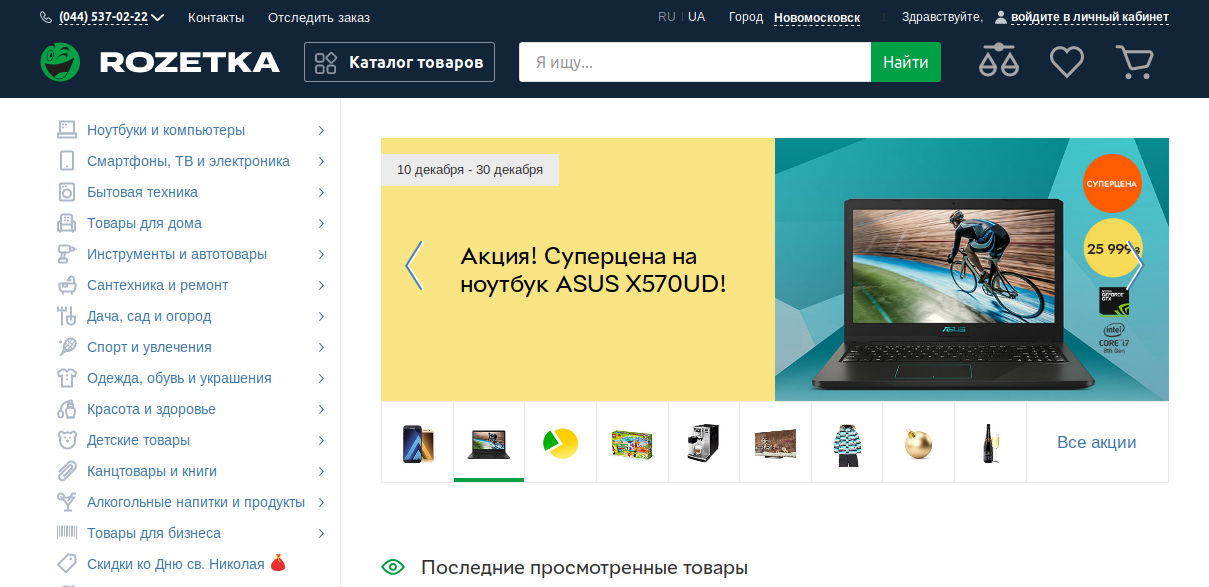 (044) 537-02-22
Контакты
Отследить заказ
RU | UA
Город Новомосковск
Здравствуйте, войдите в личный кабинет
ROZETKA
Каталог товаров
Я ищу...
Найти
Ноутбуки и компьютеры
Смартфоны, ТВ и электроника
Бытовая техника
Товары для дома
Инструменты и автотовары
Сантехника и ремонт
Дача, сад и огород
Спорт и увлечения
Одежда, обувь и украшения
Красота и здоровье
Детские товары
Канцтовары и книги
Алкогольные напитки и продукты
Товары для бизнеса
Скидки ко Дню св. Николая
10 декабря - 30 декабря
Акция! Суперцена на
ноутбук ASUS X570UD!
СУПЕРЦЕНА
25 999
ASUS
GEFORCE
GTX
intel
CORE i7
8th Gen
Все акции
Последние просмотренные товары